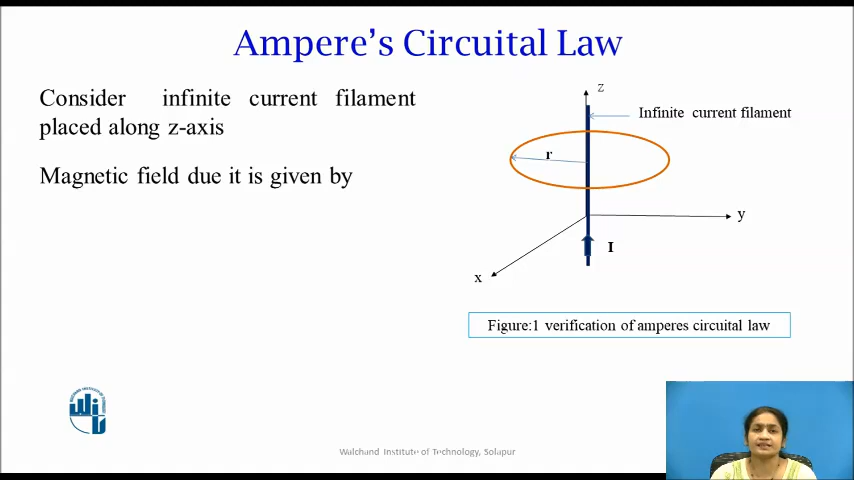 Ampere's Circuital Law
Consider infinite current filament
placed along z-axis
Magnetic field due it is given by
z
Infinite current filament
r
y
I
x
Figure:1 verification of amperes circuital law
Walchand Institute of Technology, Solapur